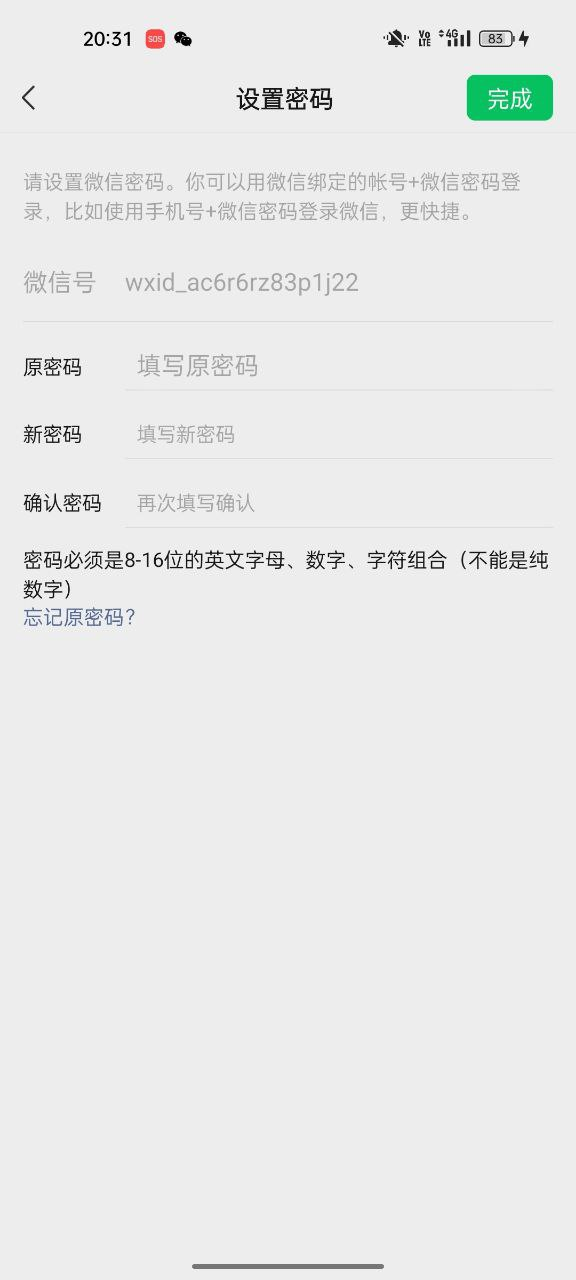 20:31 SOS Vo LTE 4G 83
设置密码 完成
请设置微信密码。你可以用微信绑定的帐号+微信密码登
录，比如使用手机号+微信密码登录微信，更快捷。
微信号 wxid_ac6r6rz83p1j22
原密码 填写原密码
新密码 填写新密码
确认密码 再次填写确认
密码必须是8-16位的英文字母、数字、字符组合（不能是纯
数字）
忘记原密码？